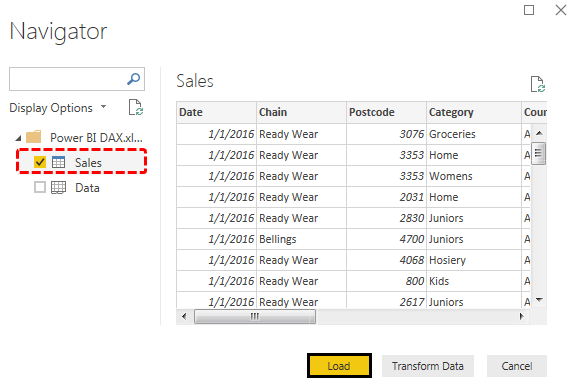 Navigator
Display Options
Power BI DAX.xl...
Sales
Data
Sales
Date Chain Postcode Category Cour
1/1/2016 Ready Wear 3076 Groceries A
1/1/2016 Ready Wear 3353 Home A
1/1/2016 Ready Wear 3353 Womens A
1/1/2016 Ready Wear 2031 Home A
1/1/2016 Ready Wear 2830 Juniors A
1/1/2016 Bellings 4700 Juniors A
1/1/2016 Ready Wear 4068 Hosiery A
1/1/2016 Ready Wear 800 Kids A
1/1/2016 Ready Wear 2617 Juniors A
Load Transform Data Cancel